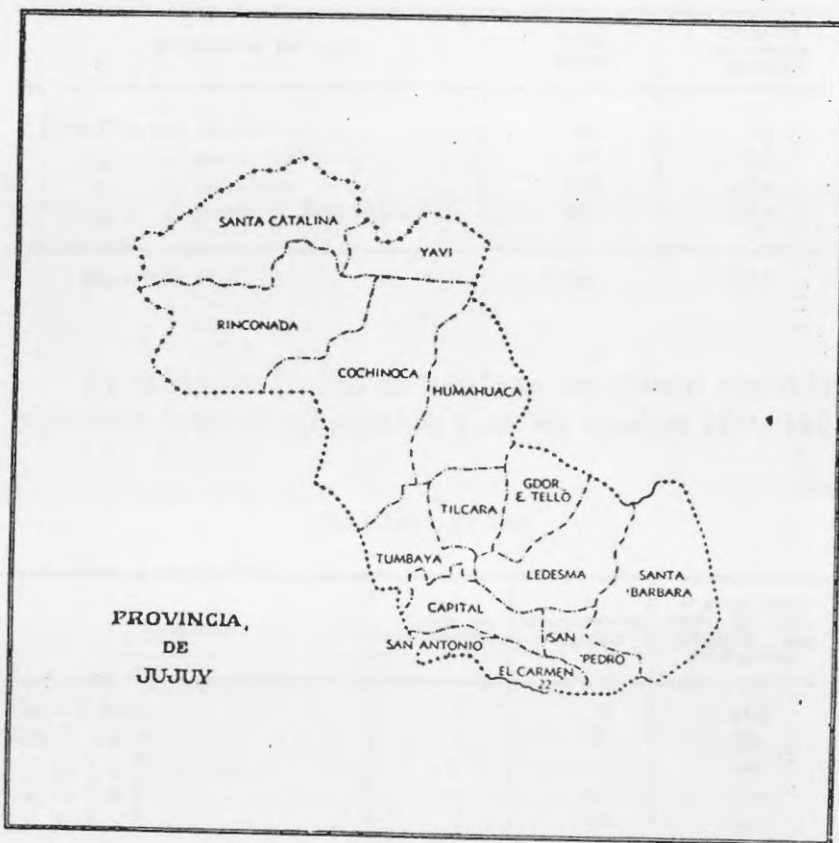 SANTA CATALINA
YAVI
RINCONADA
COCHINOCA
HUMAHUACA
GDOR.
E. TELLO
TILCARA
TUMBAYA
LEDESMA
SANTA
BARBARA
CAPITAL
SAN
PEDRO
SAN ANTONIO
EL CARMEN
22
PROVINCIA
DE
JUJUY